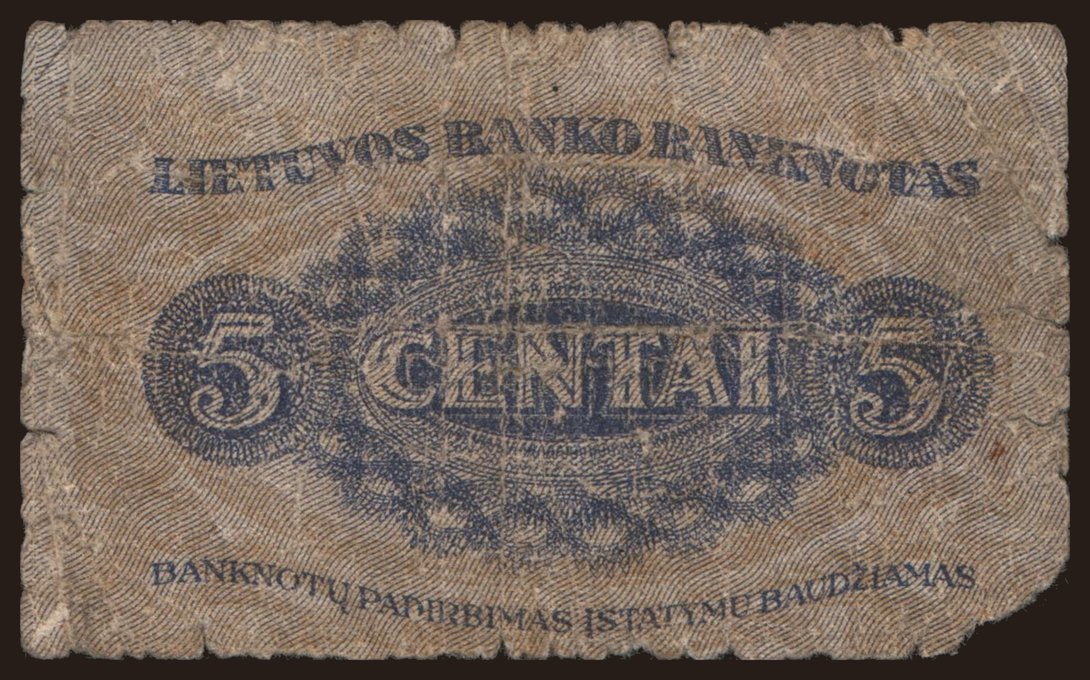 LIETUVOS BANKO BANKNOTAS
5 CENTAI 5
BANKNOTŲ PADIRBIMAS ĮSTATYMU BAUDŽIAMAS